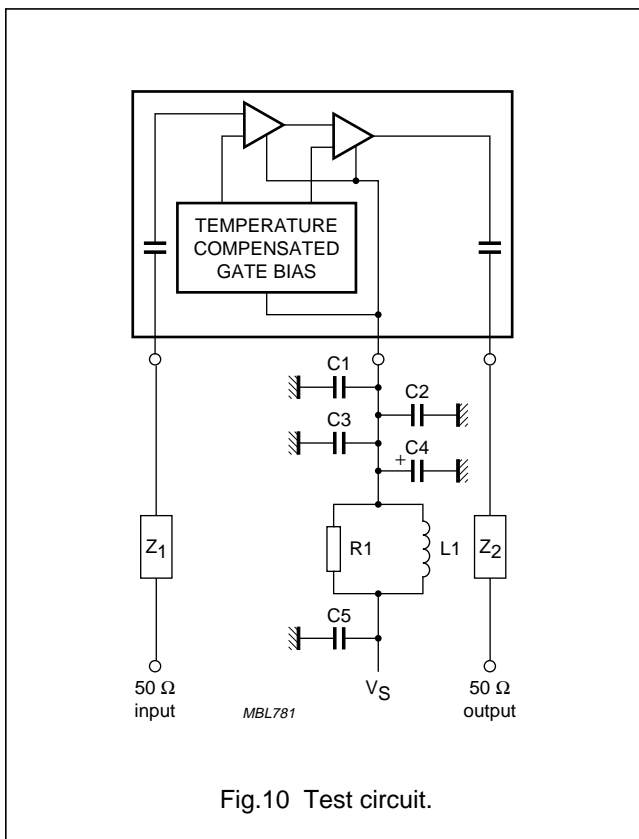 TEMPERATURE
COMPENSATED
GATE BIAS
C1
C2
C3
C4
+
R1
L1
Z1
Z2
C5
50 Ω
input
MBL781
VS
50 Ω
output
Fig.10 Test circuit.